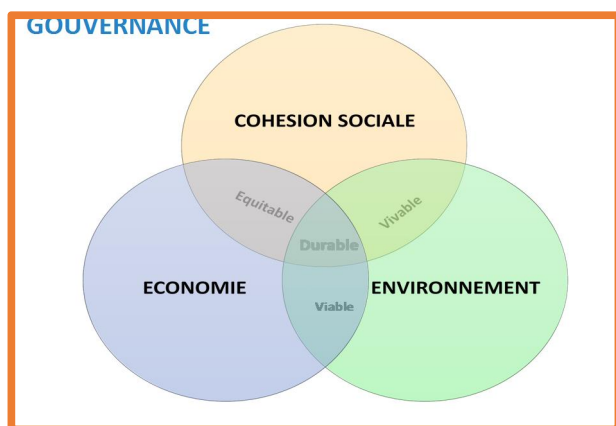 GOUVERNANCE
COHESION SOCIALE
Equitable
Vivable
Durable
ECONOMIE
ENVIRONNEMENT
Viable